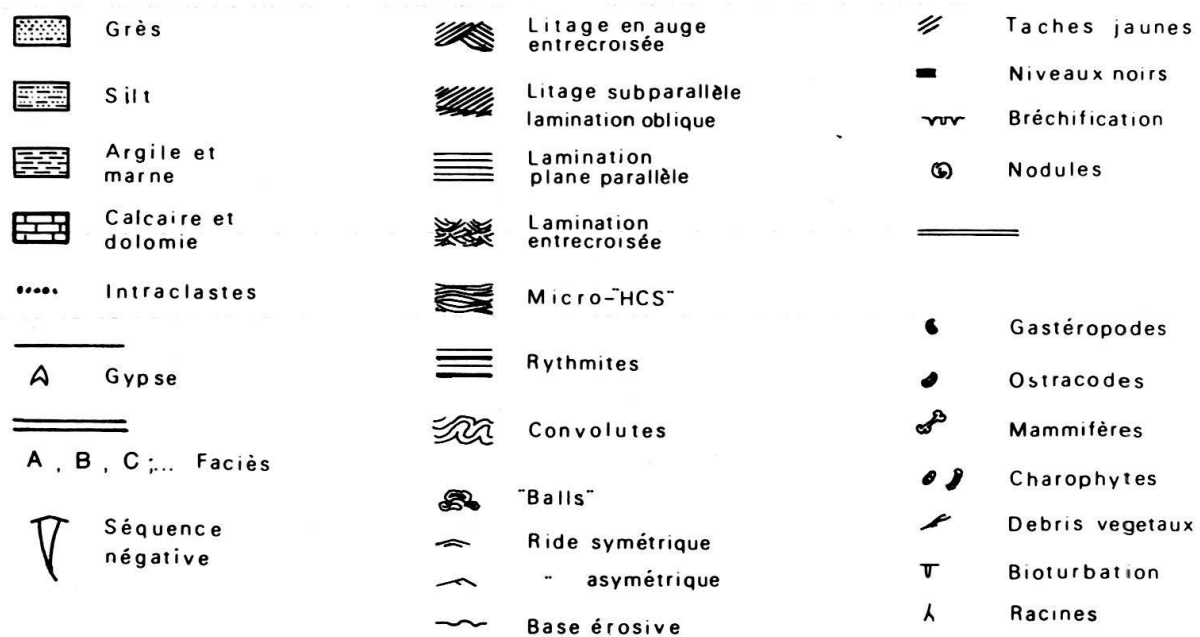 Grès
Silt
Argile et
marne
Calcaire et
dolomie
Intraclastes
Gypse
A , B , C ;... Faciès
Séquence
négative
Litage en auge
entrecroisée
Litage subparallèle
lamination oblique
Lamination
plane parallèle
Lamination
entrecroisée
Micro-"HCS"
Rythmites
Convolutes
"Balls"
Ride symétrique
" asymétrique
Base érosive
Taches jaunes
Niveaux noirs
Bréchification
Nodules
Gastéropodes
Ostracodes
Mammifères
Charophytes
Debris vegetaux
Bioturbation
Racines